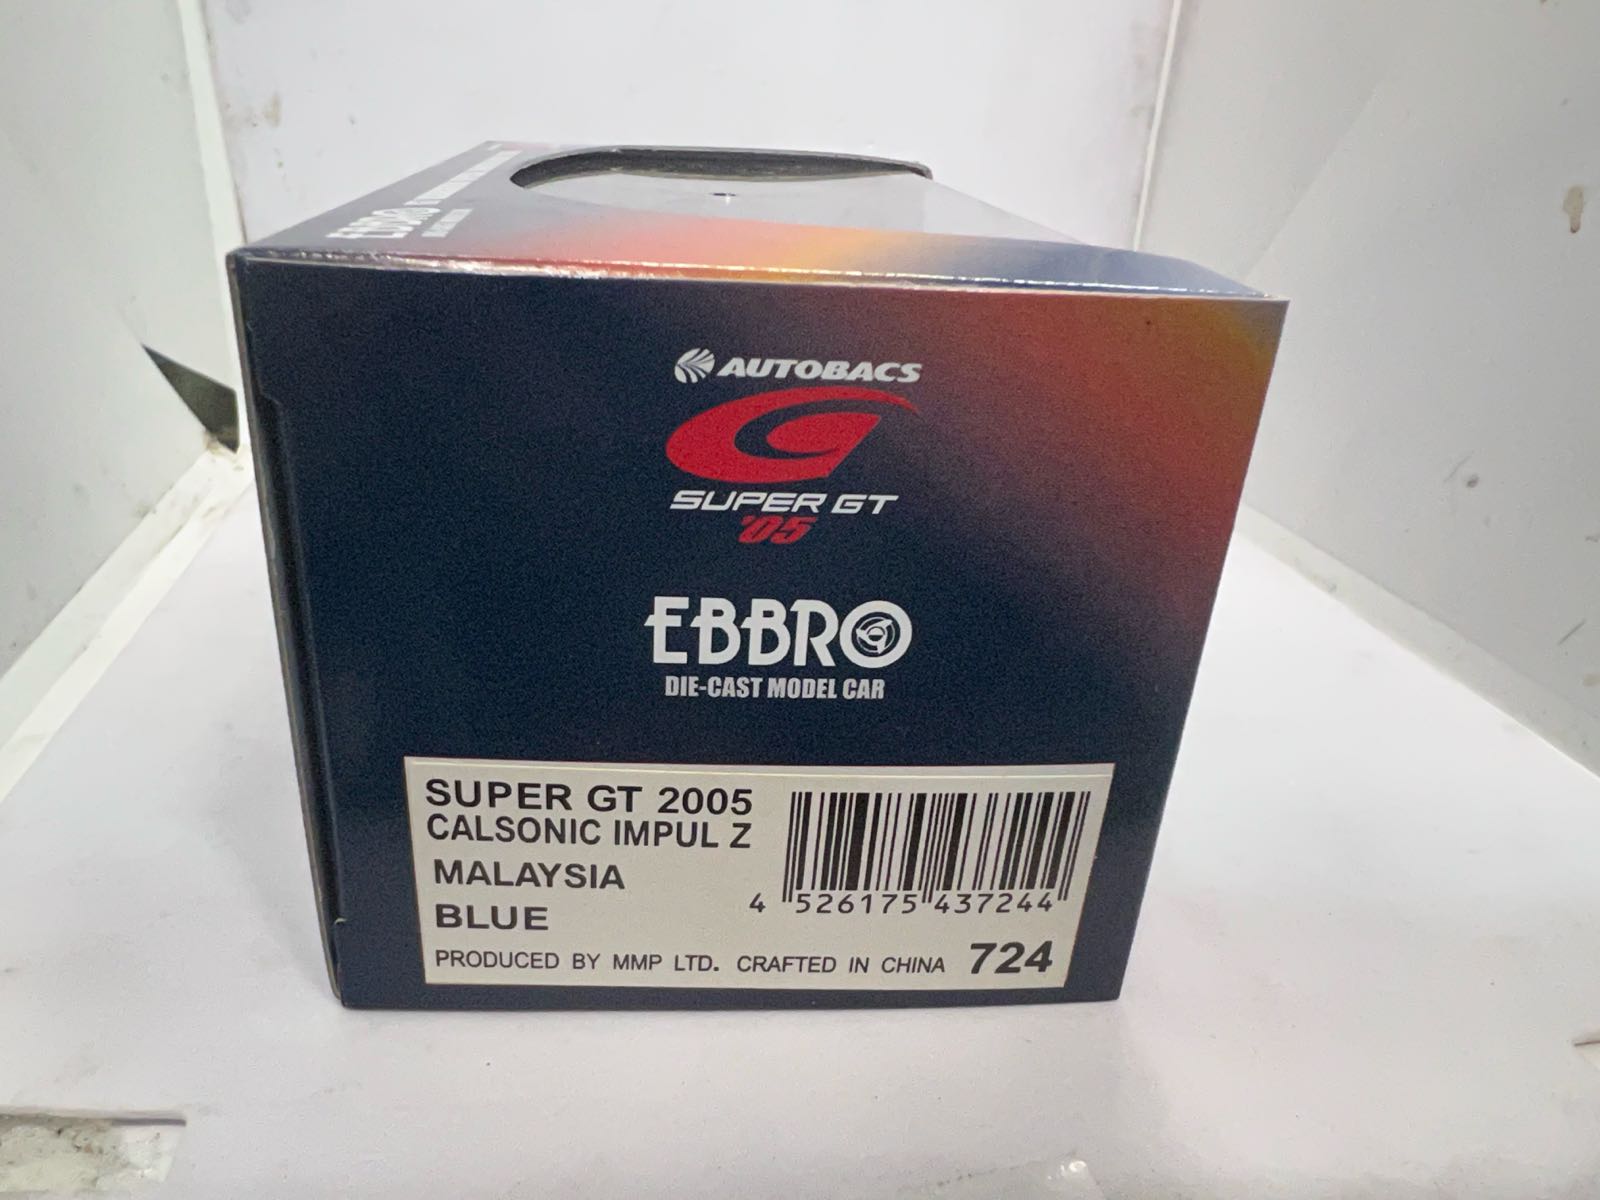 EBBRO
AUTOBACS
SUPER GT
'05
EBBRO
DIE-CAST MODEL CAR
SUPER GT 2005
CALSONIC IMPUL Z
MALAYSIA
BLUE
4 526175 437244
PRODUCED BY MMP LTD. CRAFTED IN CHINA 724